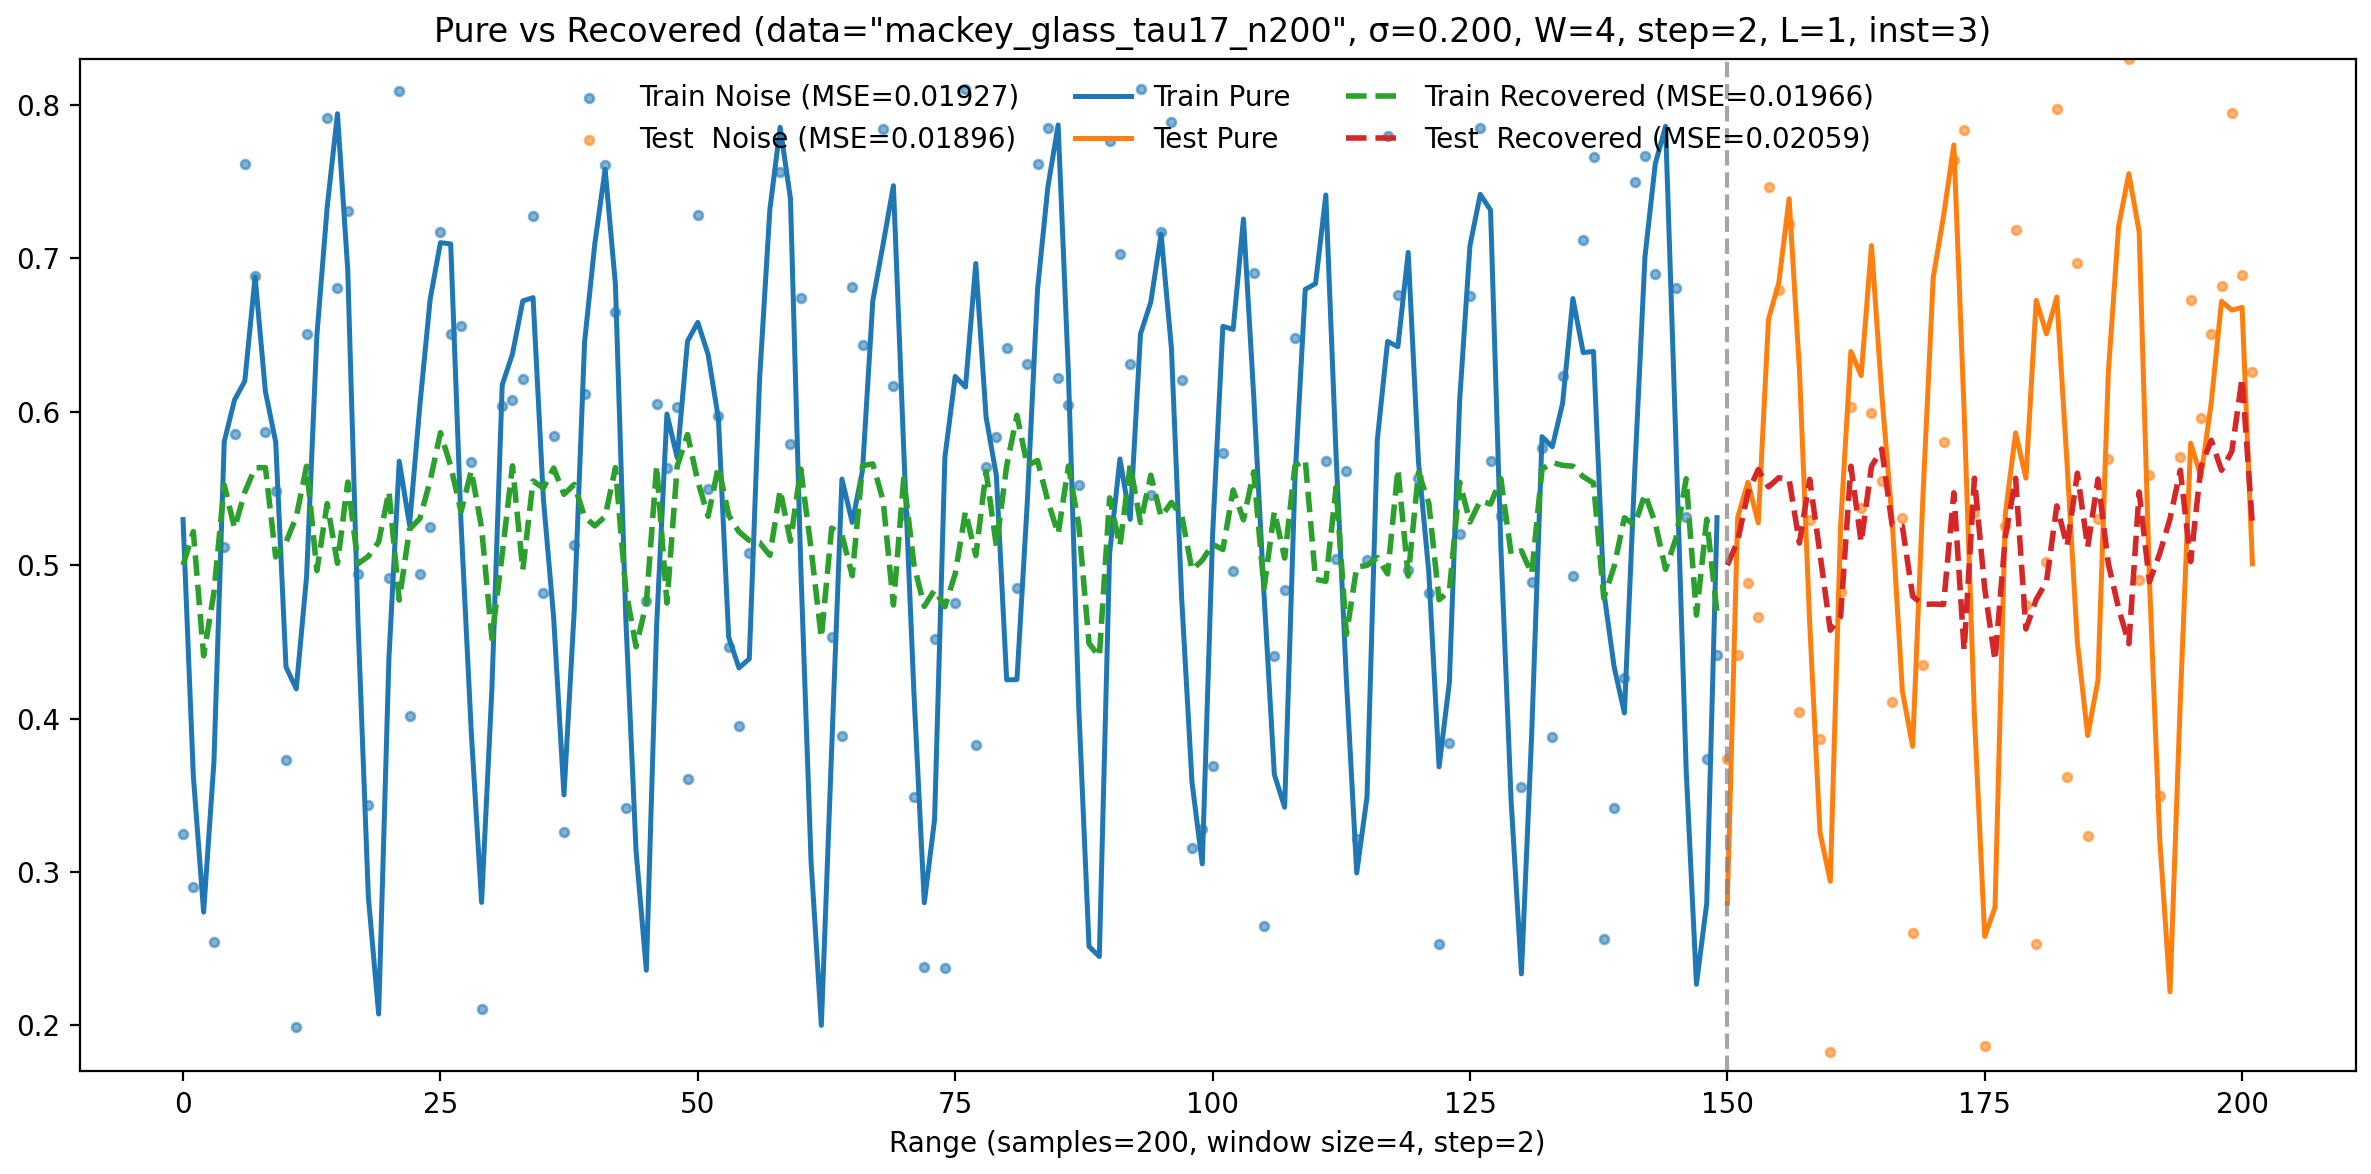 Pure vs Recovered (data="mackey_glass_tau17_n200", σ=0.200, W=4, step=2, L=1, inst=3)
Train Noise (MSE=0.01927) Train Pure Train Recovered (MSE=0.01966)
Test  Noise (MSE=0.01896) Test Pure Test  Recovered (MSE=0.02059)
0.8
0.7
0.6
0.5
0.4
0.3
0.2
0 25 50 75 100 125 150 175 200
Range (samples=200, window size=4, step=2)